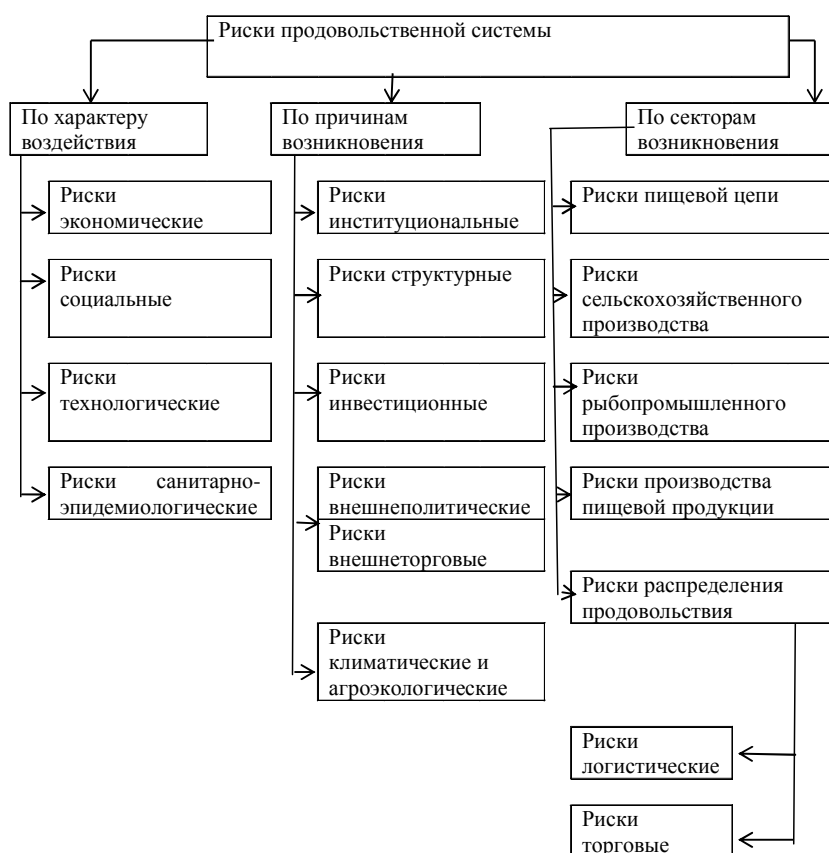 Риски продовольственной системы
По характеру
воздействия
Риски
экономические
Риски
социальные
Риски
технологические
Риски санитарно-
эпидемиологические
По причинам
возникновения
Риски
институциональные
Риски структурные
Риски
инвестиционные
Риски
внешнеполитические
Риски
внешнеторговые
Риски
климатические и
агроэкологические
По секторам
возникновения
Риски пищевой цепи
Риски
сельскохозяйственного
производства
Риски
рыбопромышленного
производства
Риски производства
пищевой продукции
Риски распределения
продовольствия
Риски
логистические
Риски
торговые